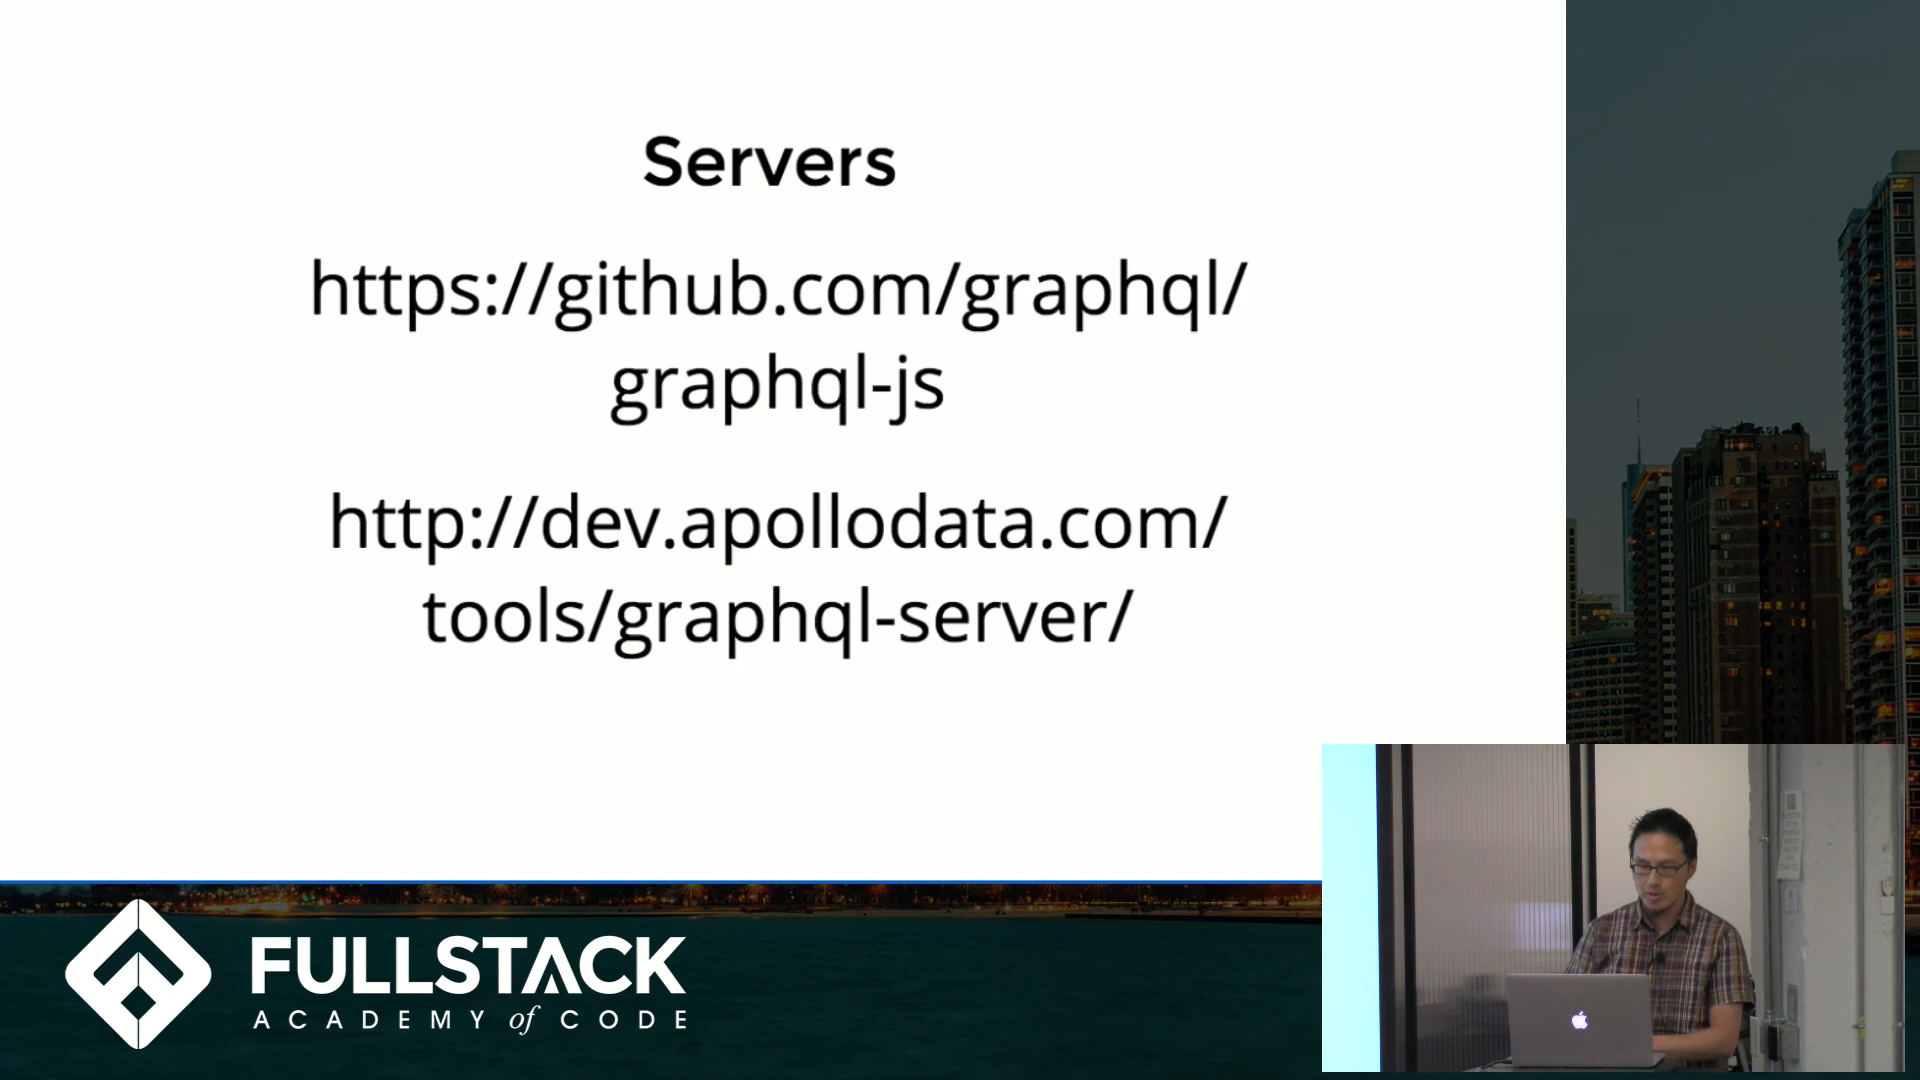 Servers
https://github.com/graphql/
graphql-js
http://dev.apollodata.com/
tools/graphql-server/
FULLSTACK
ACADEMY of CODE